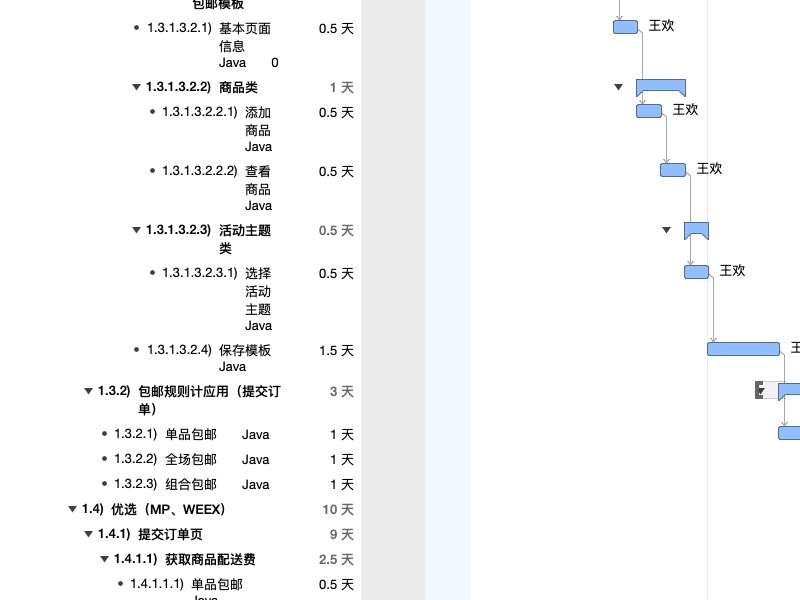 包邮模板
1.3.1.3.2.1) 基本页面 0.5 天 王欢
信息
Java 0
1.3.1.3.2.2) 商品类 1 天
1.3.1.3.2.2.1) 添加 0.5 天 王欢
商品
Java
1.3.1.3.2.2.2) 查看 0.5 天 王欢
商品
Java
1.3.1.3.2.3) 活动主题 0.5 天
类
1.3.1.3.2.3.1) 选择 0.5 天 王欢
活动
主题
Java
1.3.1.3.2.4) 保存模板 1.5 天
Java
1.3.2) 包邮规则计应用（提交订 3 天
单）
1.3.2.1) 单品包邮 Java 1 天
1.3.2.2) 全场包邮 Java 1 天
1.3.2.3) 组合包邮 Java 1 天
1.4) 优选（MP、WEEX） 10 天
1.4.1) 提交订单页 9 天
1.4.1.1) 获取商品配送费 2.5 天
1.4.1.1.1) 单品包邮 0.5 天
Java